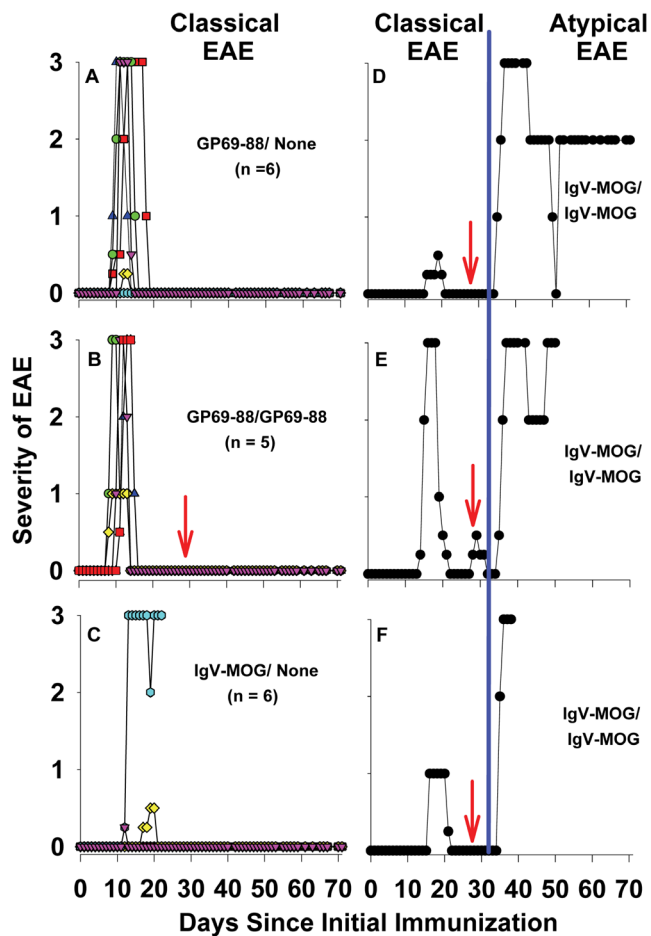 Classical
EAE
Classical
EAE
Atypical
EAE
Severity of EAE
A
3
2
1
0
GP69-88/ None
(n =6)
D
IgV-MOG/
IgV-MOG
B
3
2
1
0
GP69-88/GP69-88
(n = 5)
E
IgV-MOG/
IgV-MOG
C
3
2
1
0
IgV-MOG/ None
(n = 6)
F
IgV-MOG/
IgV-MOG
0 10 20 30 40 50 60 70
0 10 20 30 40 50 60 70
Days Since Initial Immunization